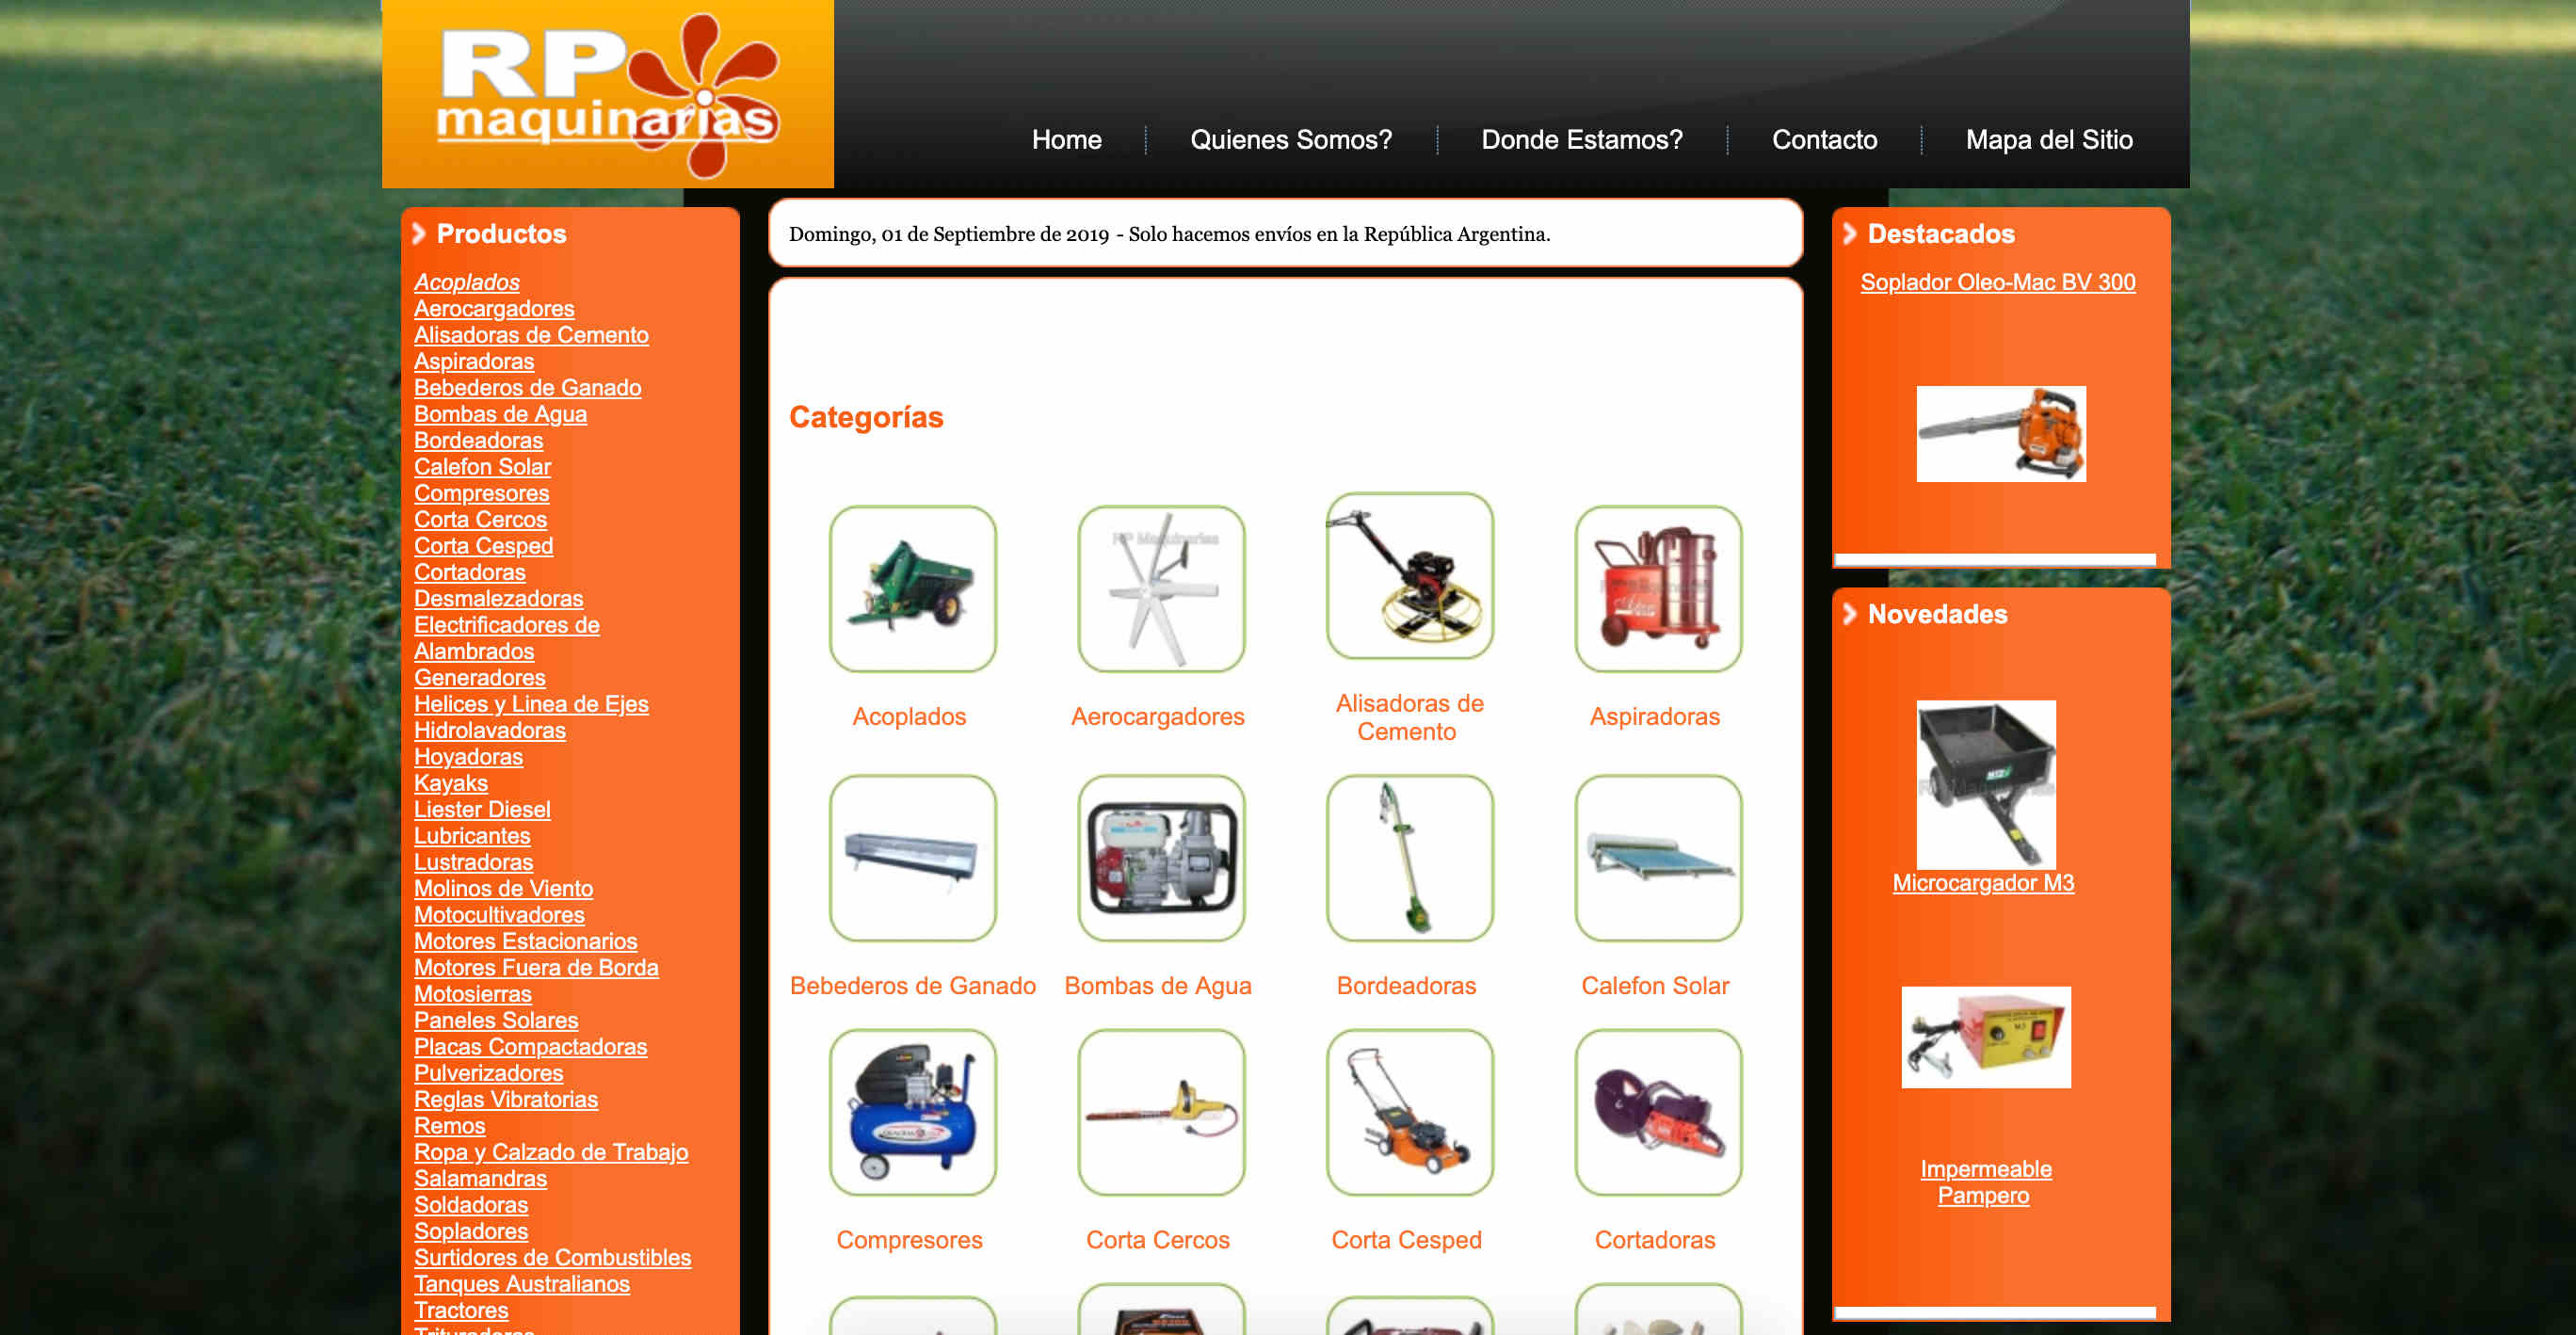 RP
maquinarias
Home
Quienes Somos?
Donde Estamos?
Contacto
Mapa del Sitio
Productos
Acoplados
Aerocargadores
Alisadoras de Cemento
Aspiradoras
Bebederos de Ganado
Bombas de Agua
Bordeadoras
Calefon Solar
Compresores
Corta Cercos
Corta Cesped
Cortadoras
Desmalezadoras
Electrificadores de
Alambrados
Generadores
Helices y Linea de Ejes
Hidrolavadoras
Hoyadoras
Kayaks
Liester Diesel
Lubricantes
Lustradoras
Molinos de Viento
Motocultivadores
Motores Estacionarios
Motores Fuera de Borda
Motosierras
Paneles Solares
Placas Compactadoras
Pulverizadores
Reglas Vibratorias
Remos
Ropa y Calzado de Trabajo
Salamandras
Soldadoras
Sopladores
Surtidores de Combustibles
Tanques Australianos
Tractores
Domingo, 01 de Septiembre de 2019 - Solo hacemos envíos en la República Argentina.
Categorías
RP Maquinarias
Acoplados
Aerocargadores
Alisadoras de
Cemento
Aspiradoras
Bebederos de Ganado
Bombas de Agua
Bordeadoras
Calefon Solar
Compresores
Corta Cercos
Corta Cesped
Cortadoras
Destacados
Soplador Oleo-Mac BV 300
Novedades
Microcargador M3
M3
Impermeable
Pampero